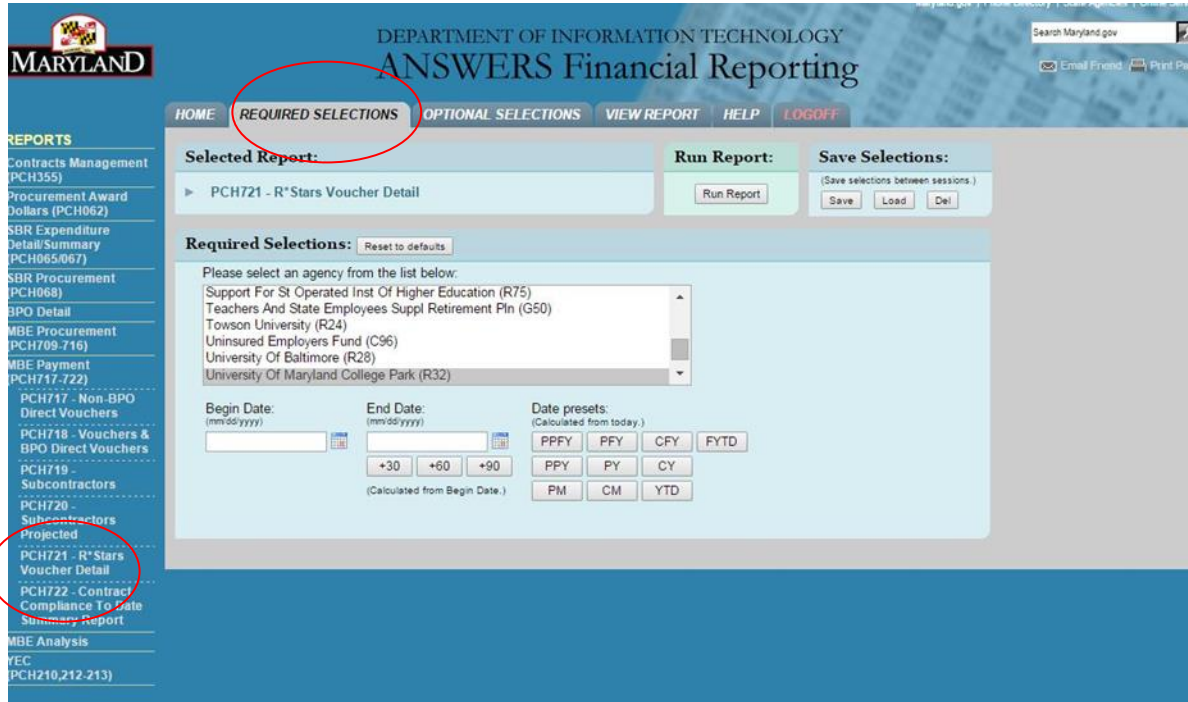 Maryland.gov | Phone Directory | State Agencies | Online Serv
MARYLAND
DEPARTMENT OF INFORMATION TECHNOLOGY
ANSWERS Financial Reporting
Search Maryland.gov
Email Friend Print Pa
HOME REQUIRED SELECTIONS OPTIONAL SELECTIONS VIEW REPORT HELP LOGOFF
REPORTS
Contracts Management
(PCH355)
Procurement Award
Dollars (PCH062)
SBR Expenditure
Detail/Summary
(PCH065/067)
SBR Procurement
(PCH068)
BPO Detail
MBE Procurement
(PCH709-716)
MBE Payment
(PCH717-722)
PCH717 - Non-BPO
Direct Vouchers
PCH718 - Vouchers &
BPO Direct Vouchers
PCH719 -
Subcontractors
PCH720 -
Subcontractors
Projected
PCH721 - R*Stars
Voucher Detail
PCH722 - Contract
Compliance To Date
Summary Report
MBE Analysis
YEC
(PCH210,212-213)
Selected Report:
PCH721 - R*Stars Voucher Detail
Run Report:
Run Report
Save Selections:
(Save selections between sessions.)
Save Load Del
Required Selections: Reset to defaults
Please select an agency from the list below:
Support For St Operated Inst Of Higher Education (R75)
Teachers And State Employees Suppl Retirement Pln (G50)
Towson University (R24)
Uninsured Employers Fund (C96)
University Of Baltimore (R28)
University Of Maryland College Park (R32)
Begin Date:
(mm/dd/yyyy)
End Date:
(mm/dd/yyyy)
+30 +60 +90
(Calculated from Begin Date.)
Date presets:
(Calculated from today.)
PPFY PFY CFY FYTD
PPY PY CY
PM CM YTD